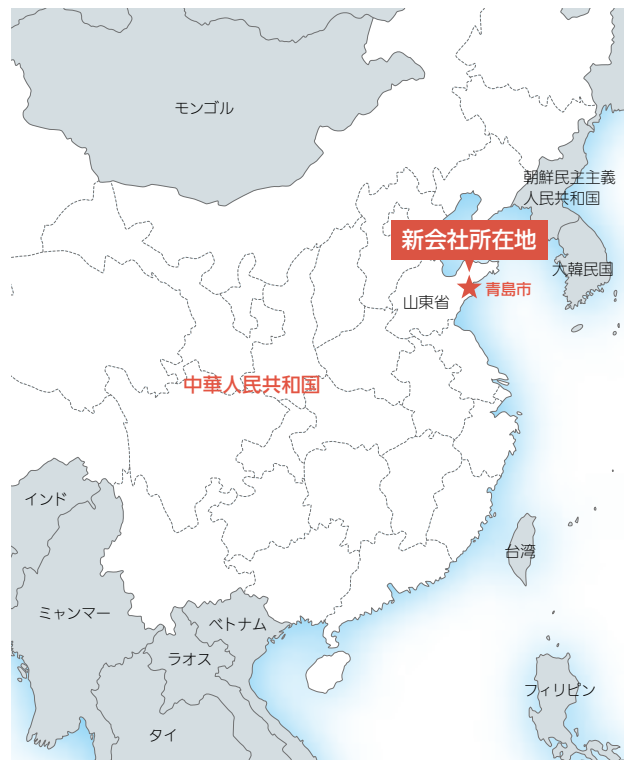 モンゴル
朝鮮民主主義
人民共和国
新会社所在地
大韓民国
青島市
山東省
中華人民共和国
インド
台湾
ミャンマー
ベトナム
ラオス
フィリピン
タイ